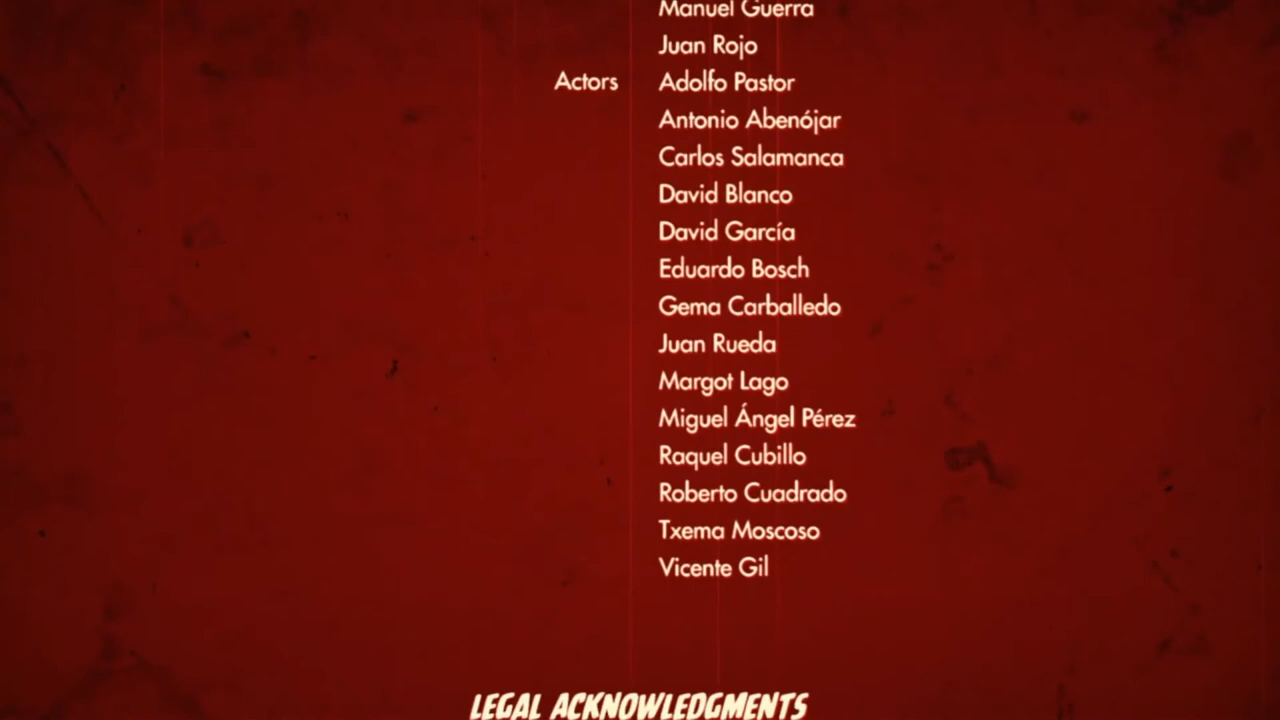 Manuel Guerra
Juan Rojo
Actors Adolfo Pastor
Antonio Abenójar
Carlos Salamanca
David Blanco
David García
Eduardo Bosch
Gema Carballedo
Juan Rueda
Margot Lago
Miguel Ángel Pérez
Raquel Cubillo
Roberto Cuadrado
Txema Moscoso
Vicente Gil
LEGAL ACKNOWLEDGMENTS